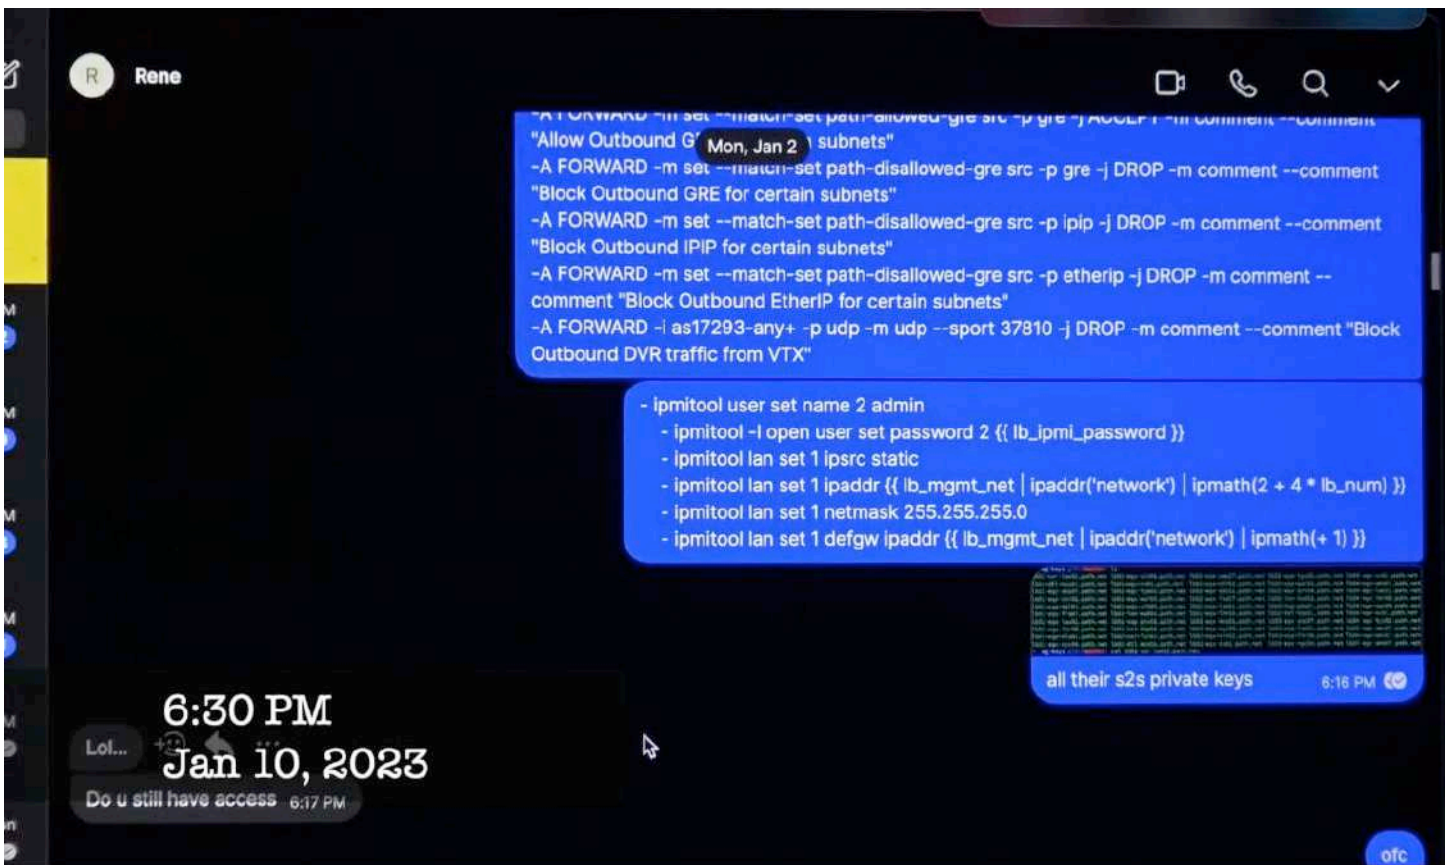 R
Rene
"Allow Outbound G
Mon, Jan 2
subnets"
-A FORWARD -m set --match-set path-disallowed-gre src -p gre -j DROP -m comment --comment
"Block Outbound GRE for certain subnets"
-A FORWARD -m set --match-set path-disallowed-gre src -p ipip -j DROP -m comment --comment
"Block Outbound IPIP for certain subnets"
-A FORWARD -m set --match-set path-disallowed-gre src -p etherip -j DROP -m comment --
comment "Block Outbound EtherIP for certain subnets"
-A FORWARD -i as17293-any+ -p udp -m udp --sport 37810 -j DROP -m comment --comment "Block
Outbound DVR traffic from VTX"
- ipmitool user set name 2 admin
- ipmitool -I open user set password 2 {{ lb_ipmi_password }}
- ipmitool lan set 1 ipsrc static
- ipmitool lan set 1 ipaddr {{ lb_mgmt_net | ipaddr('network') | ipmath(2 + 4 * lb_num) }}
- ipmitool lan set 1 netmask 255.255.255.0
- ipmitool lan set 1 defgw ipaddr {{ lb_mgmt_net | ipaddr('network') | ipmath(+ 1) }}
all their s2s private keys 6:16 PM
6:30 PM
Jan 10, 2023
Lol...
Do u still have access 6:17 PM
ofc